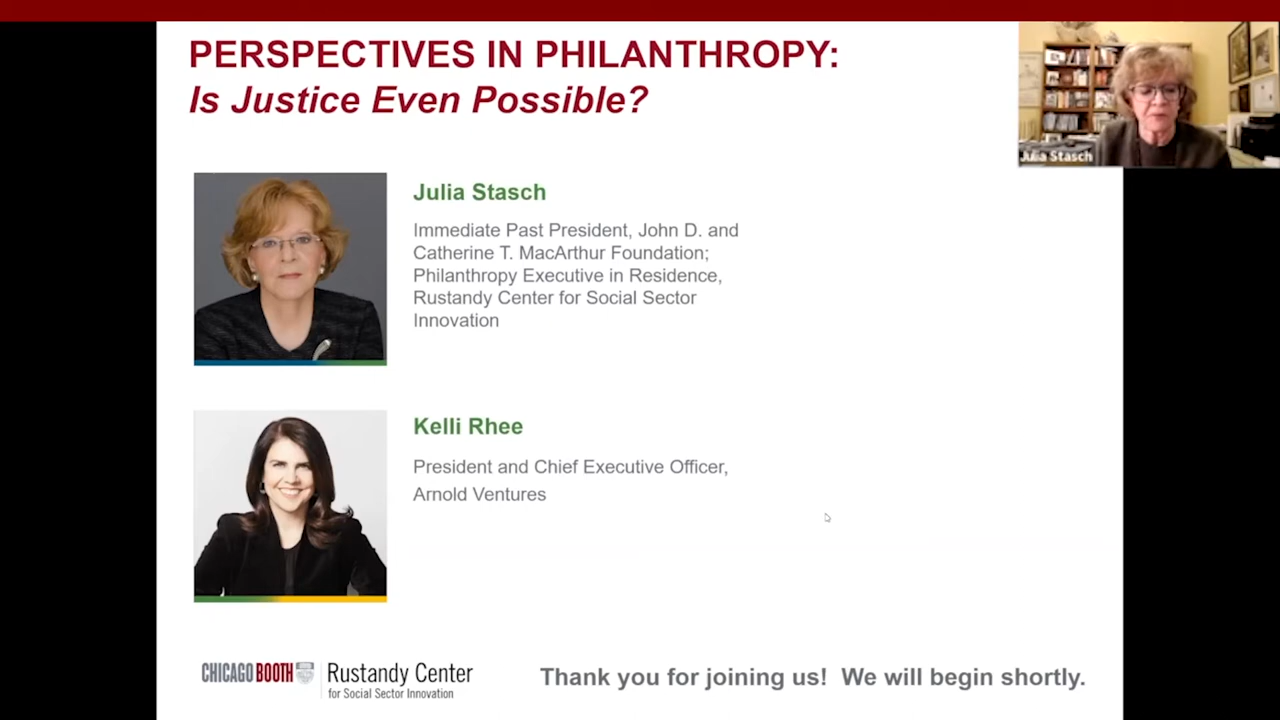 PERSPECTIVES IN PHILANTHROPY:
Is Justice Even Possible?
Julia Stasch
Julia Stasch
Immediate Past President, John D. and
Catherine T. MacArthur Foundation;
Philanthropy Executive in Residence,
Rustandy Center for Social Sector
Innovation
Kelli Rhee
President and Chief Executive Officer,
Arnold Ventures
CHICAGO BOOTH
Rustandy Center
for Social Sector Innovation
Thank you for joining us! We will begin shortly.